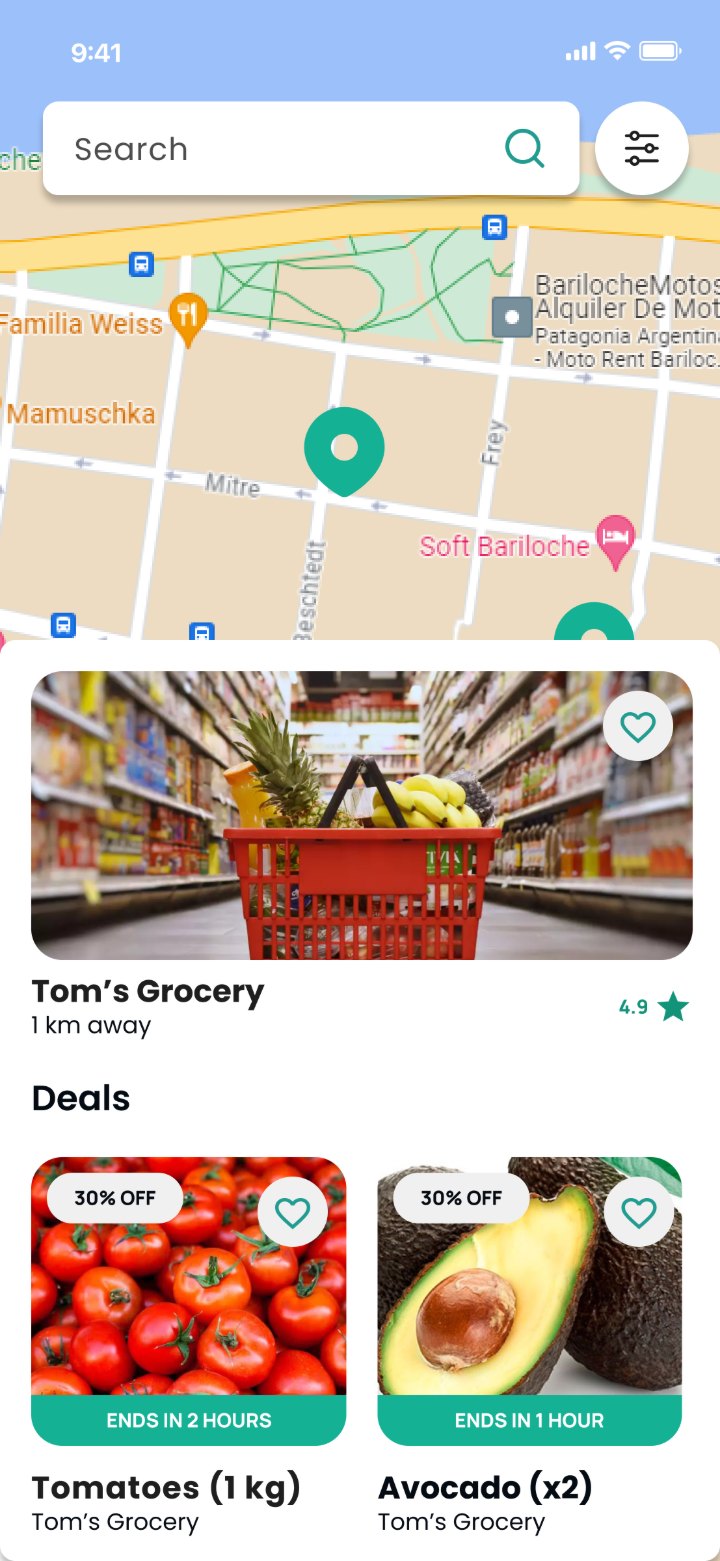 9:41
che
Search
BarilocheMotos
Alquiler De Mot
Patagonia Argentina
- Moto Rent Bariloc...
Familia Weiss
Mamuschka
Frey
Mitre
Soft Bariloche
Beschtedt
Tom's Grocery
1 km away
4.9
Deals
30% OFF
30% OFF
ENDS IN 2 HOURS
ENDS IN 1 HOUR
Tomatoes (1 kg)
Avocado (x2)
Tom's Grocery
Tom's Grocery